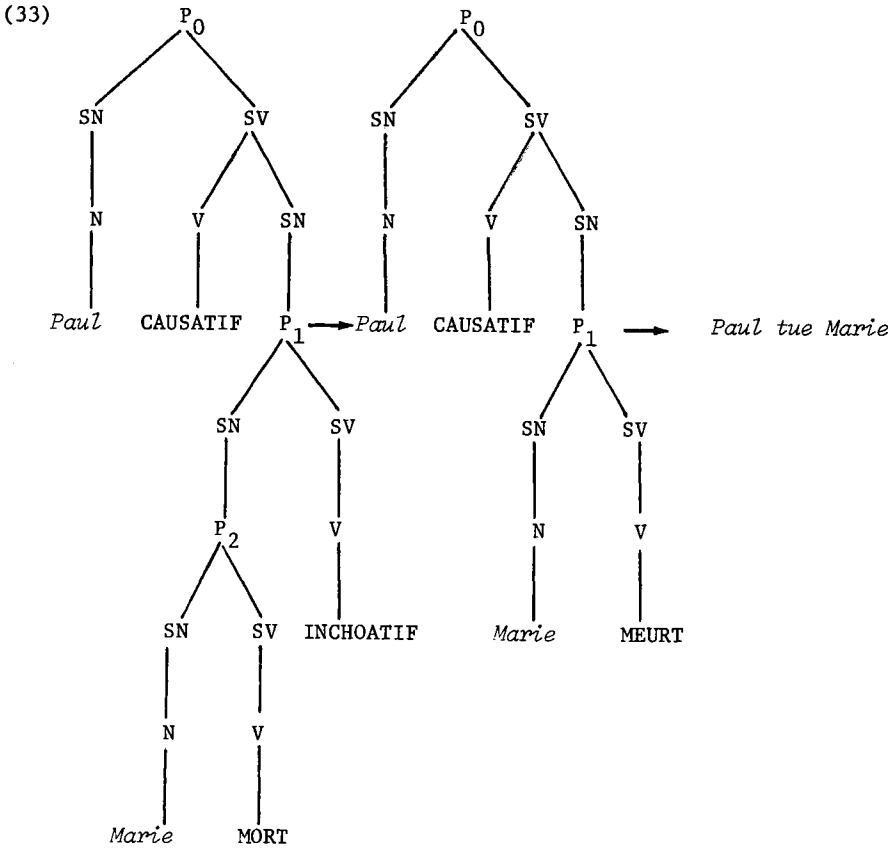 (33)
P0 P0
SN SV SN SV
N V SN N V SN
Paul CAUSATIF P1 Paul CAUSATIF P1 Paul tue Marie
SN SV SN SV
P2 V N V
SN SV INCHOATIF Marie MEURT
N V
Marie MORT